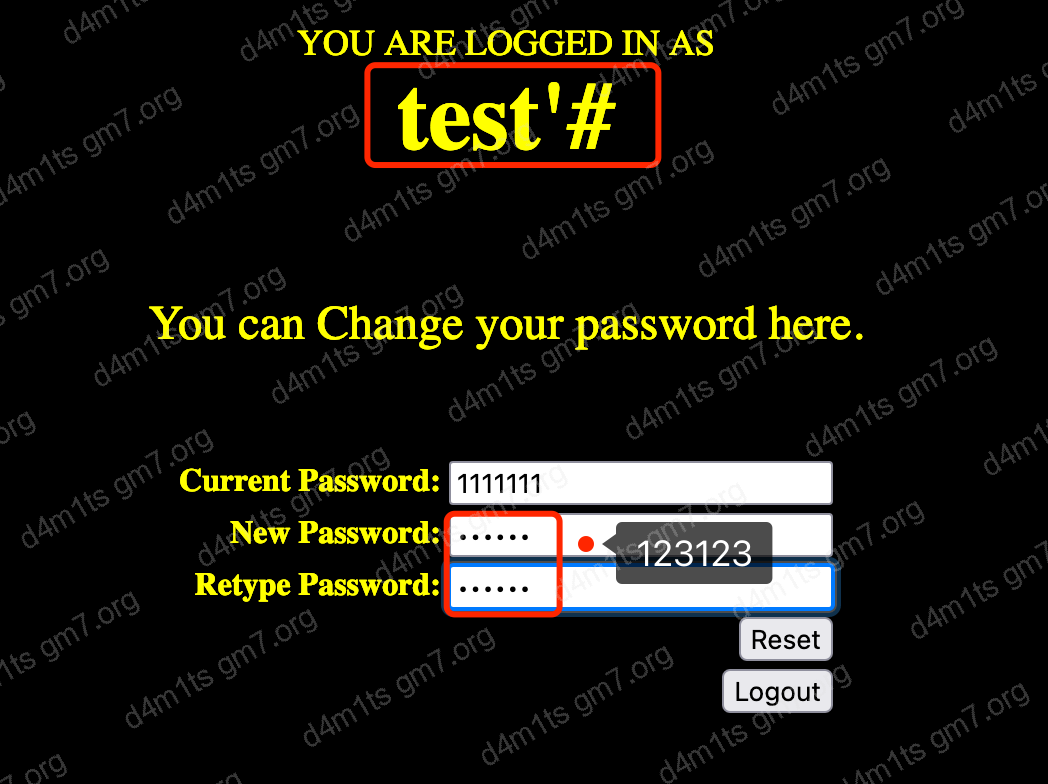 YOU ARE LOGGED IN AS
test'#
You can Change your password here.
Current Password: 1111111
New Password: •••••• 123123
Retype Password: ••••••
Reset
Logout
d4m1ts gm7.org